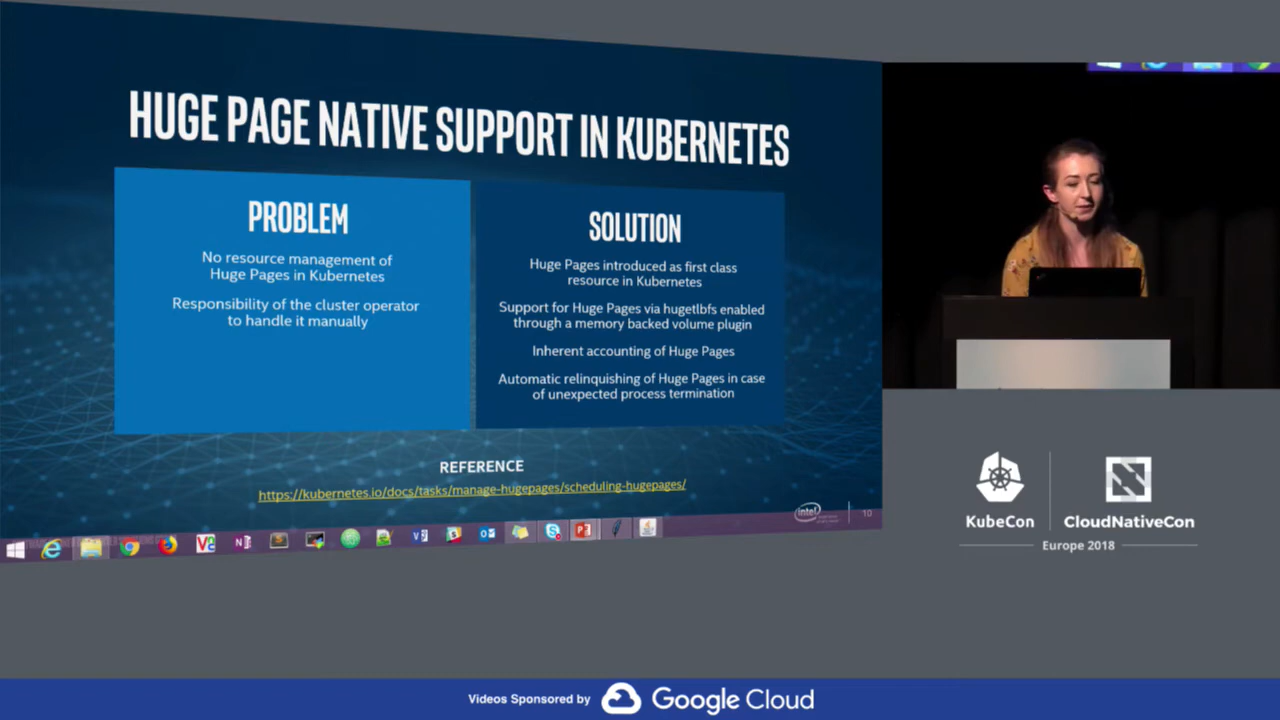 HUGE PAGE NATIVE SUPPORT IN KUBERNETES
PROBLEM
No resource management of
Huge Pages in Kubernetes
Responsibility of the cluster operator
to handle it manually
SOLUTION
Huge Pages introduced as first class
resource in Kubernetes
Support for Huge Pages via hugetlbfs enabled
through a memory backed volume plugin
Inherent accounting of Huge Pages
Automatic relinquishing of Huge Pages in case
of unexpected process termination
REFERENCE
https://kubernetes.io/docs/tasks/manage-hugepages/scheduling-hugepages/
intel
10
KubeCon
CloudNativeCon
Europe 2018
Videos Sponsored by
Google Cloud